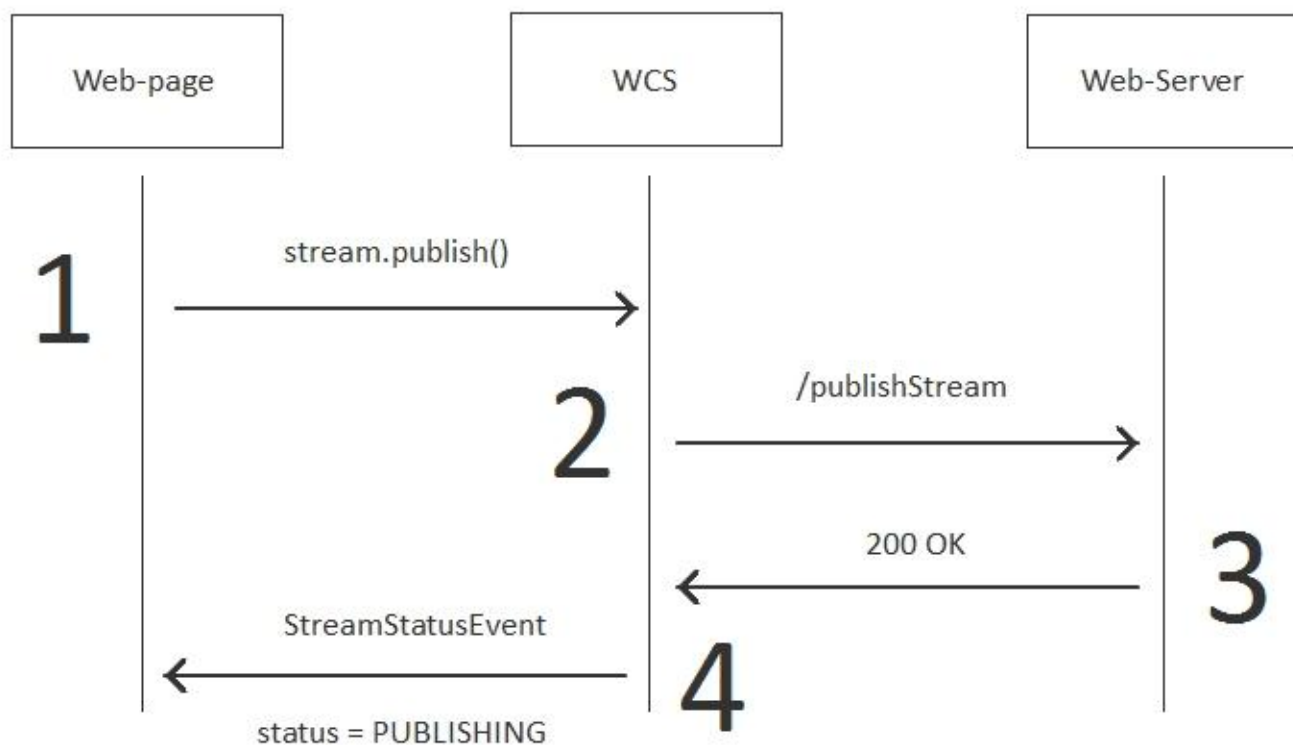 Web-page
WCS
Web-Server
stream.publish()
1
/publishStream
2
200 OK
3
StreamStatusEvent
4
status = PUBLISHING